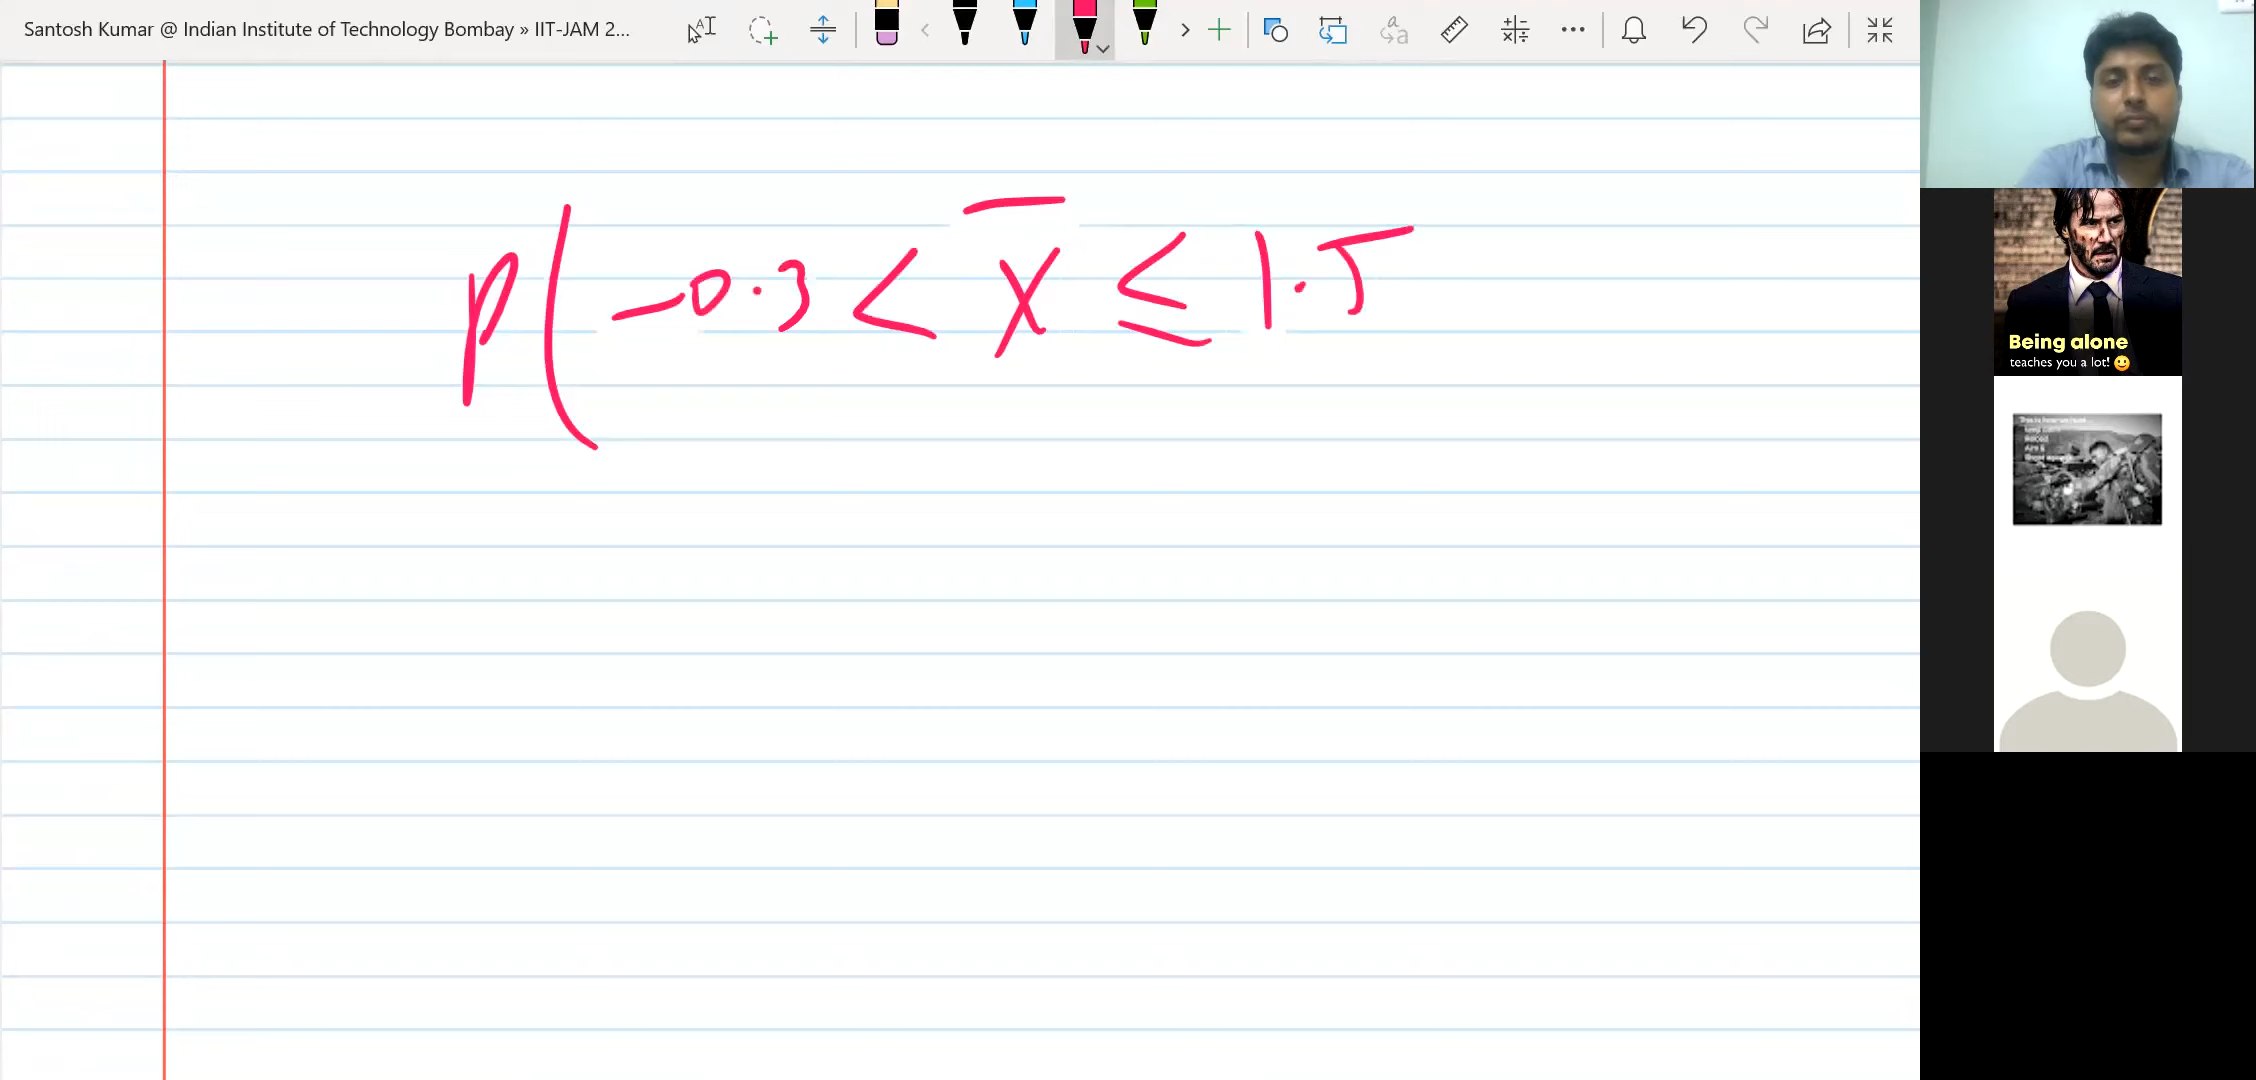 Santosh Kumar @ Indian Institute of Technology Bombay » IIT-JAM 2...
P( -0.3 < X̅ ≤ 1.5
Being alone
teaches you a lot! 😀